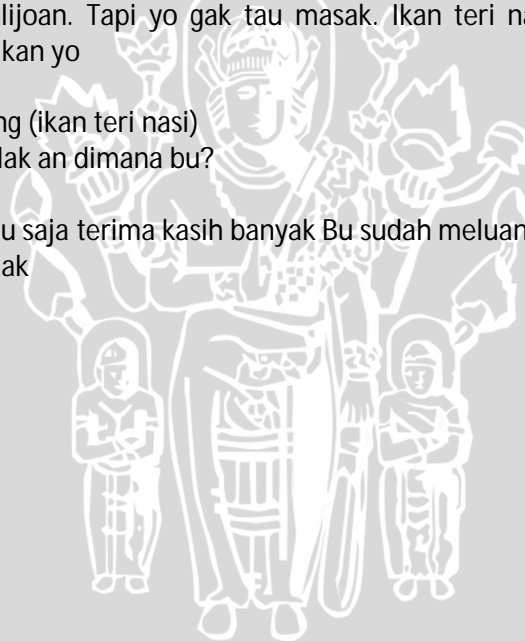 lijoan. Tapi yo gak tau masak. Ikan teri na
kan yo
ng (ikan teri nasi)
lak an dimana bu?
u saja terima kasih banyak Bu sudah meluan
ak